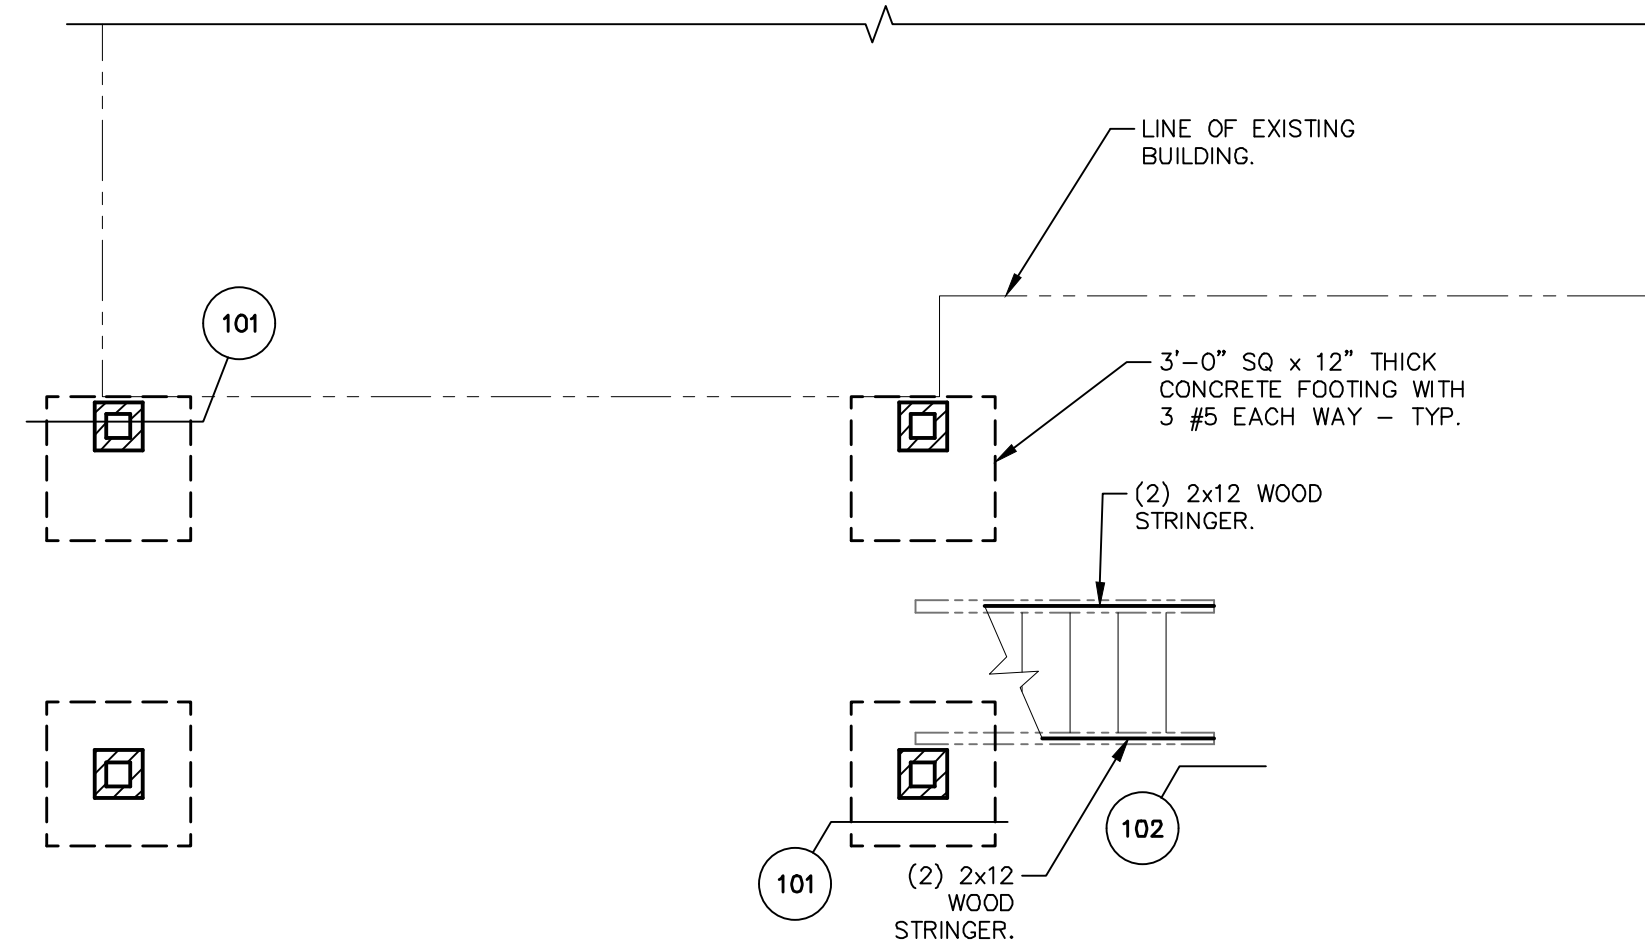 LINE OF EXISTING
BUILDING.
101
3'-0" SQ x 12" THICK
CONCRETE FOOTING WITH
3 #5 EACH WAY - TYP.
(2) 2x12 WOOD
STRINGER.
102
101
(2) 2x12
WOOD
STRINGER.